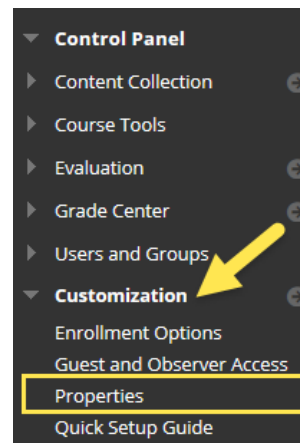 Control Panel
Content Collection
Course Tools
Evaluation
Grade Center
Users and Groups
Customization
Enrollment Options
Guest and Observer Access
Properties
Quick Setup Guide